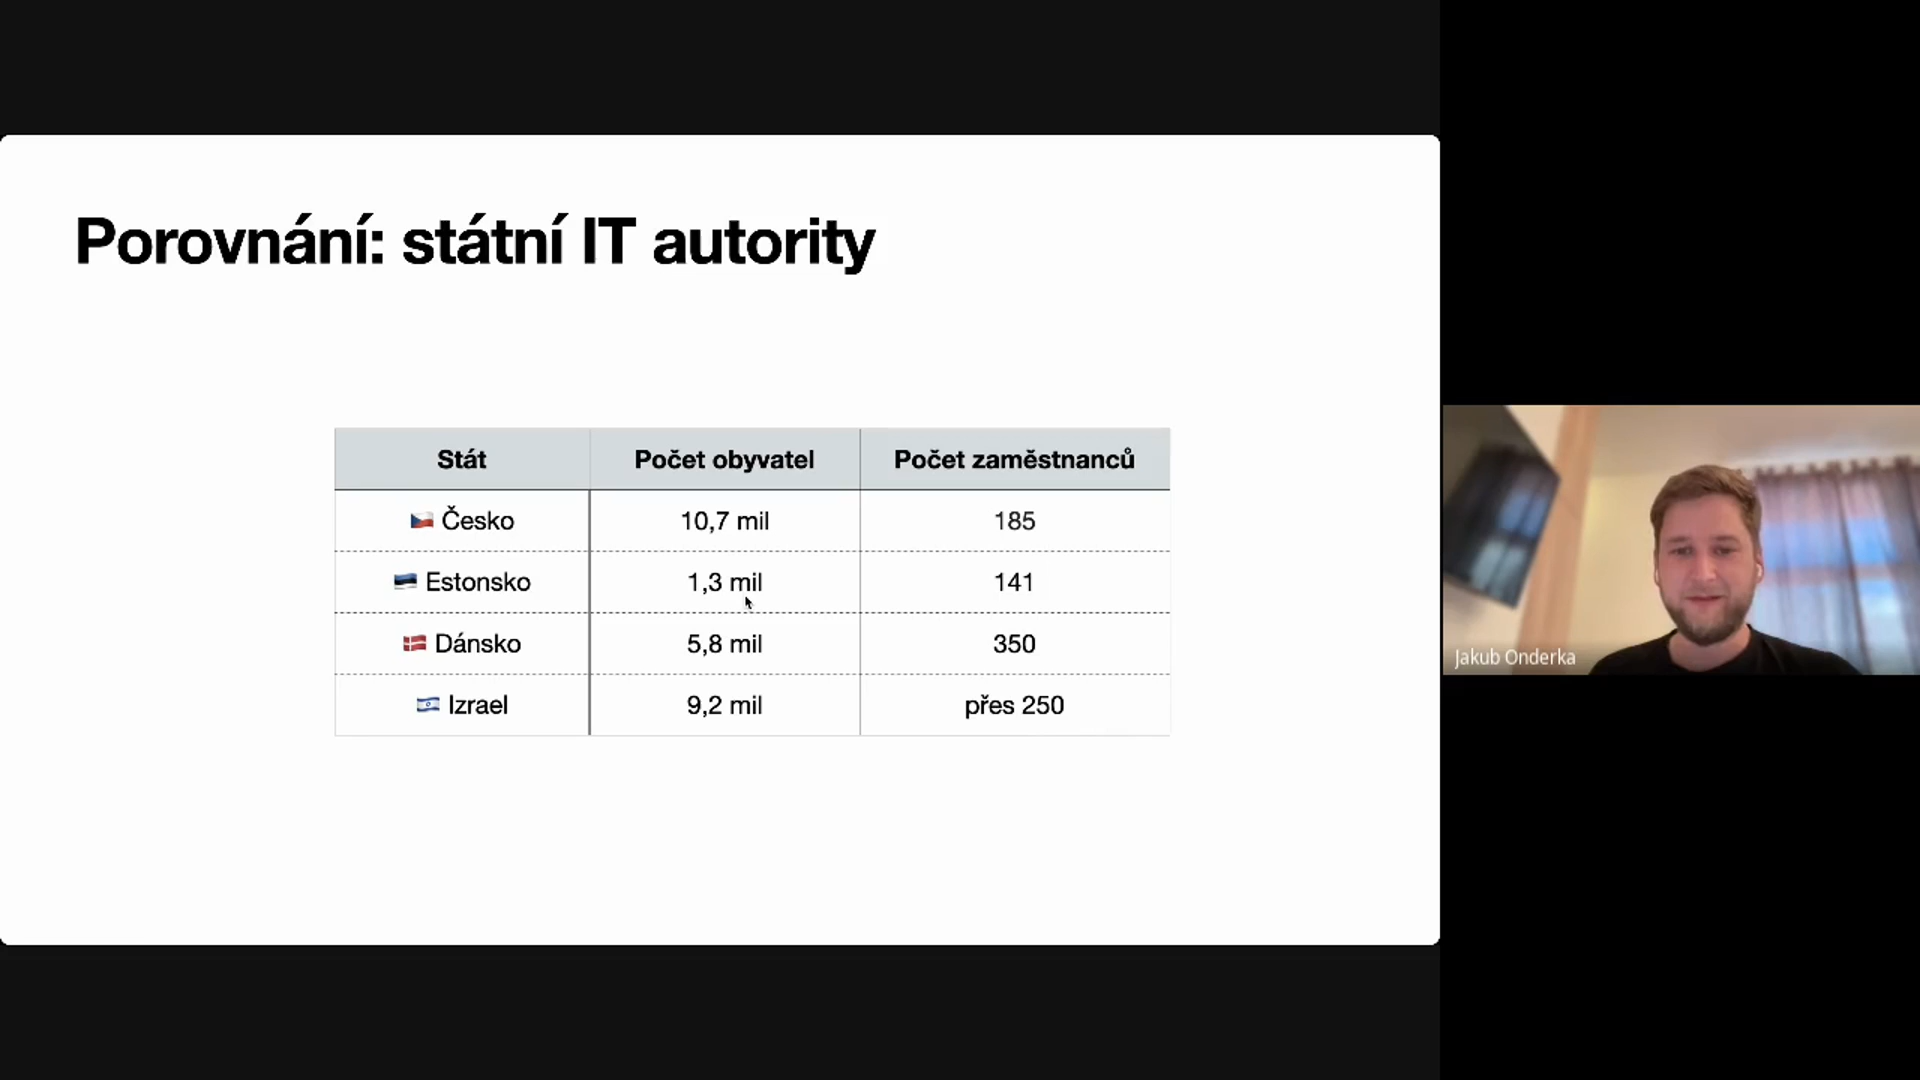 Porovnání: státní IT autority
Stát Počet obyvatel Počet zaměstnanců
Česko 10,7 mil 185
Estonsko 1,3 mil 141
Dánsko 5,8 mil 350
Izrael 9,2 mil přes 250
Jakub Onderka